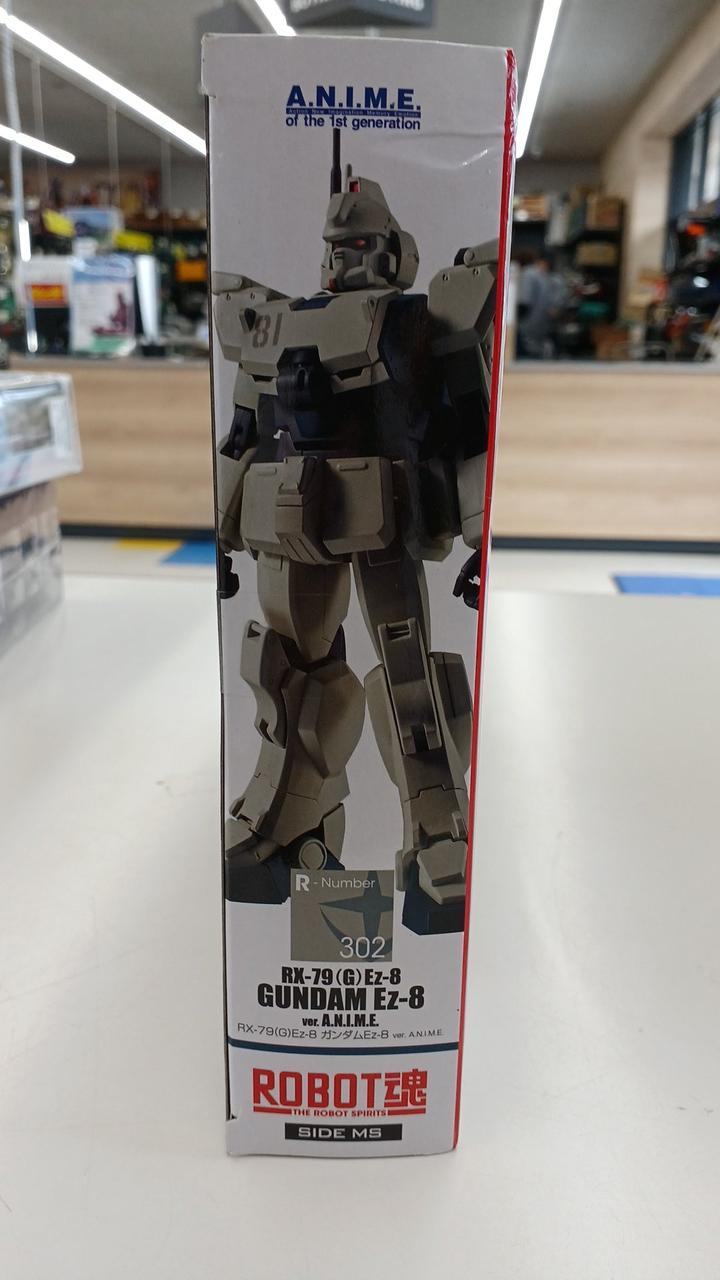 A.N.I.M.E.
Action New Imagination Memory Emotion
of the 1st generation
81
R - Number
302
RX-79(G)Ez-8
GUNDAM Ez-8
ver. A.N.I.M.E.
RX-79(G)Ez-8 ガンダムEz-8 ver. A.N.I.M.E.
ROBOT魂
THE ROBOT SPIRITS
SIDE MS